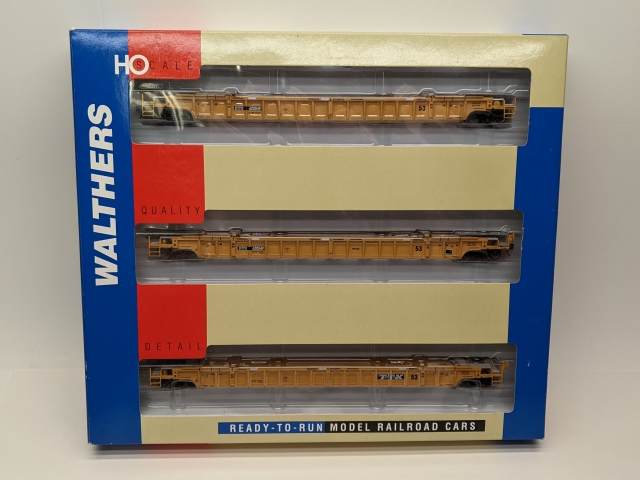 HO
SCALE
WALTHERS
53
QUALITY
53
DETAIL
TTX 53
READY-TO-RUN MODEL RAILROAD CARS